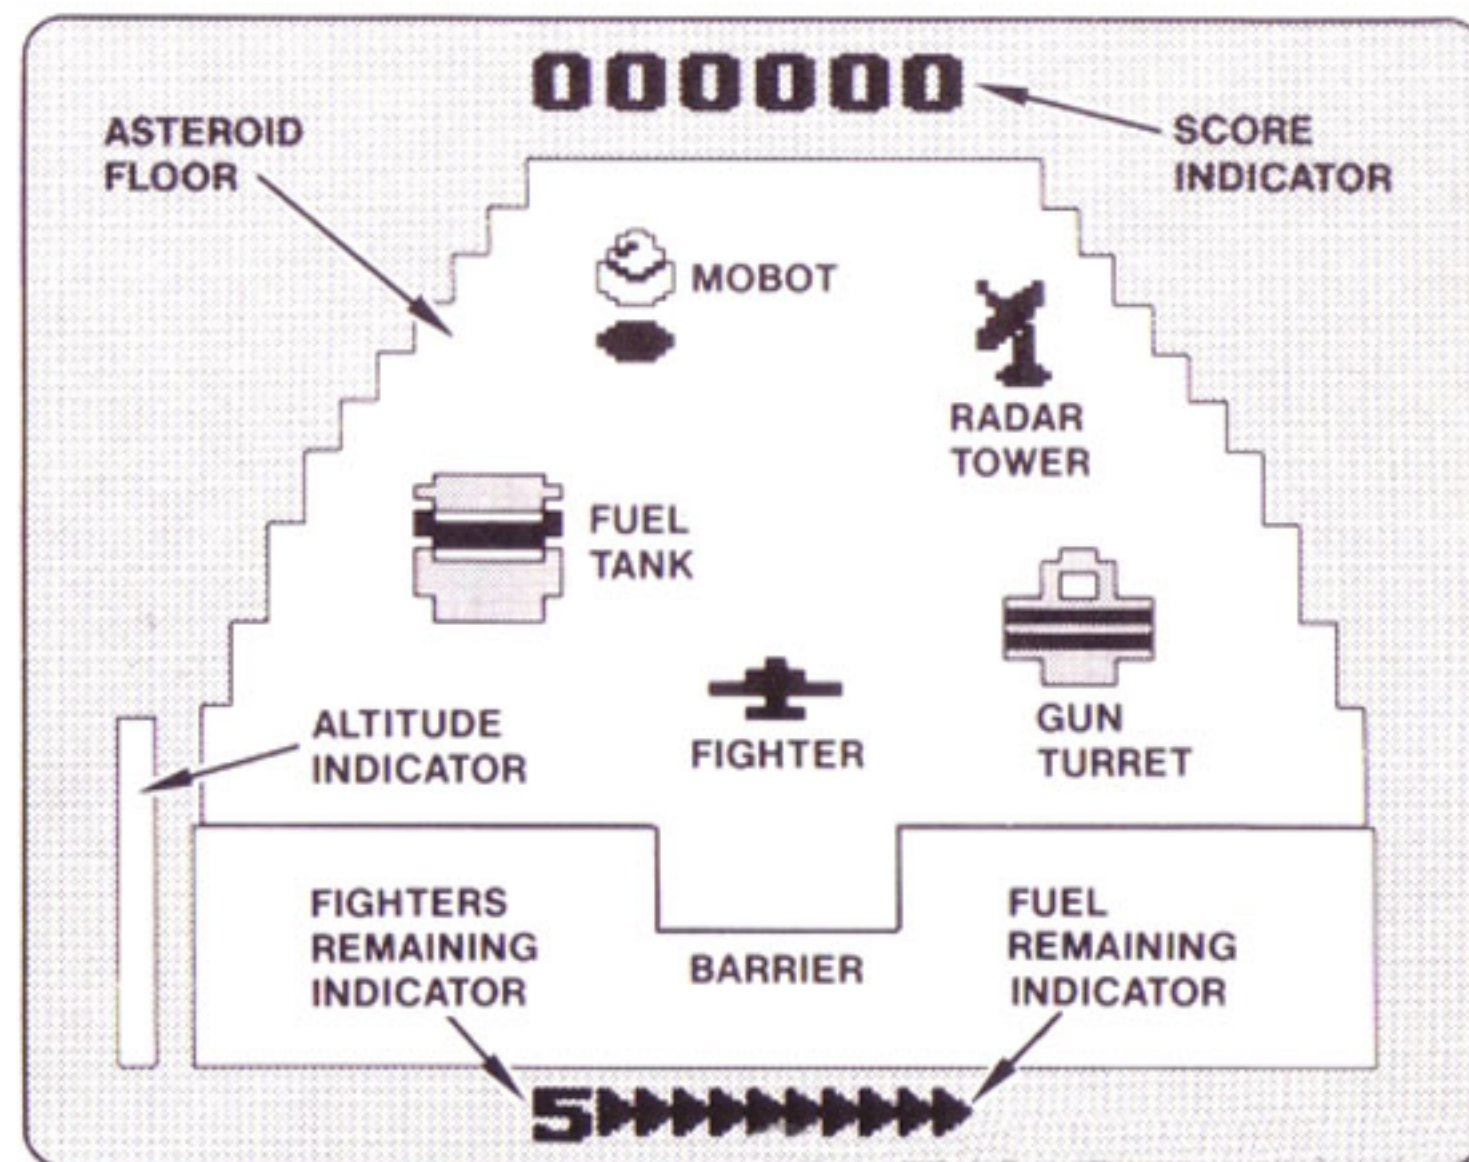 000000
ASTEROID
FLOOR
SCORE
INDICATOR
MOBOT
RADAR
TOWER
FUEL
TANK
ALTITUDE
INDICATOR
FIGHTER
GUN
TURRET
FIGHTERS
REMAINING
INDICATOR
BARRIER
FUEL
REMAINING
INDICATOR
5